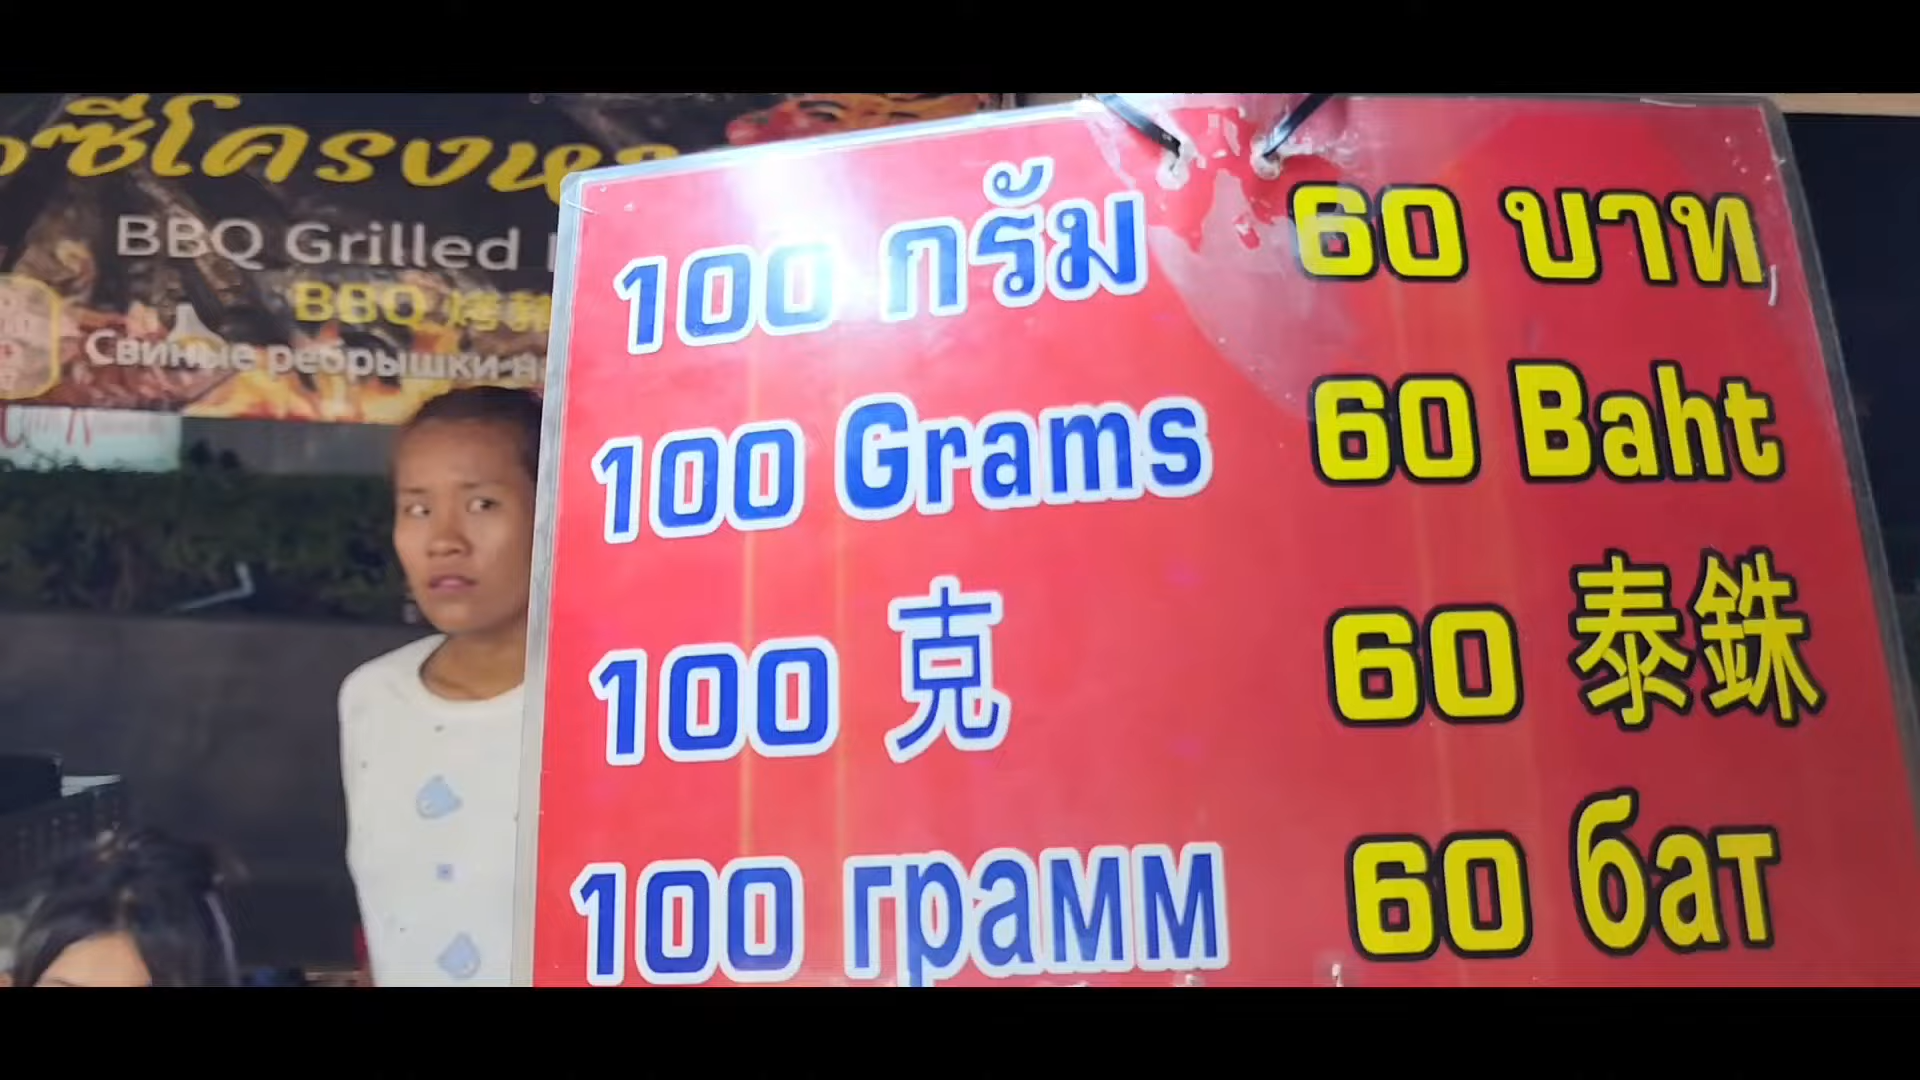 BBQ Grilled
BBQ 烤
Свиные ребрышки
100 กรัม 60 บาท
100 Grams 60 Baht
100 克 60 泰銖
100 грамм 60 бат